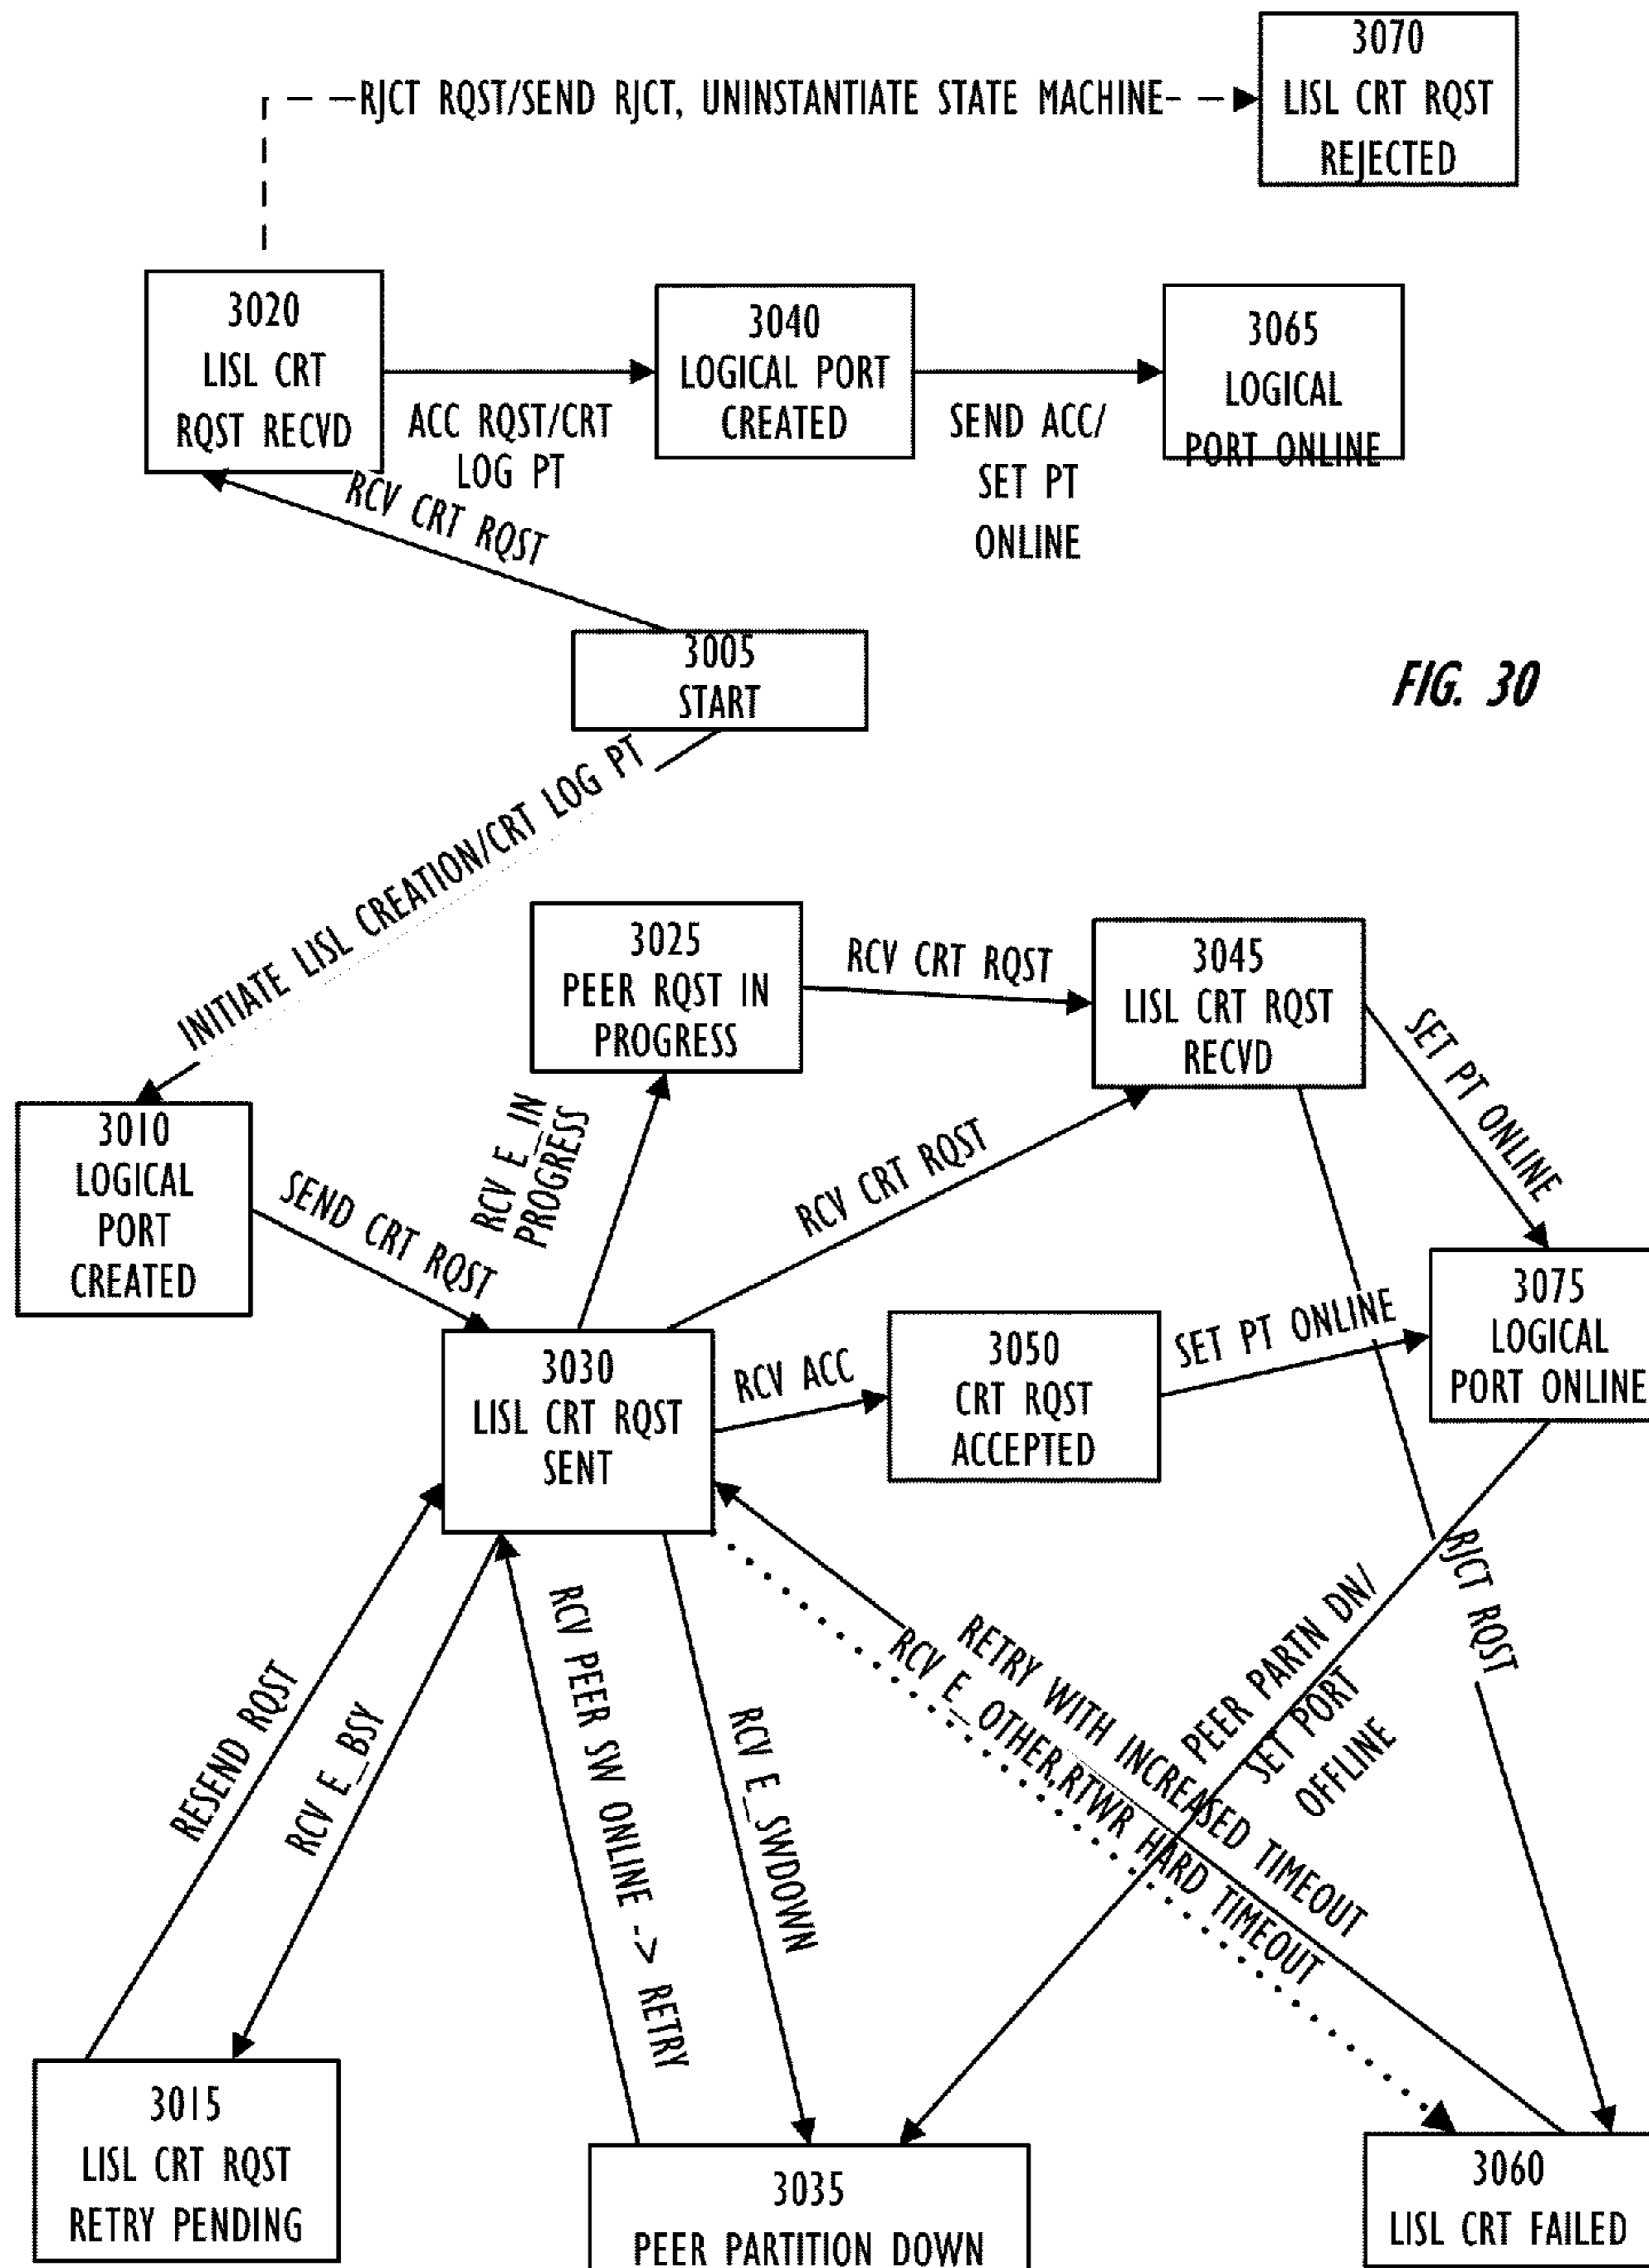 3070
LISL CRT RQST
REJECTED
RJCT RQST/SEND RJCT, UNINSTANTIATE STATE MACHINE
3020
LISL CRT
RQST RECVD
3040
LOGICAL PORT
CREATED
3065
LOGICAL
PORT ONLINE
ACC RQST/CRT
LOG PT
SEND ACC/
SET PT
ONLINE
RCV CRT RQST
3005
START
FIG. 30
INITIATE LISL CREATION/CRT LOG PT
3025
PEER RQST IN
PROGRESS
RCV CRT RQST
3045
LISL CRT RQST
RECVD
SET PT ONLINE
3010
LOGICAL
PORT
CREATED
SEND CRT RQST
RCV E_IN
PROGRESS
RCV CRT RQST
3030
LISL CRT RQST
SENT
RCV ACC
3050
CRT RQST
ACCEPTED
SET PT ONLINE
3075
LOGICAL
PORT ONLINE
RESEND RQST
RCV E_BSY
RCV PEER SW ONLINE -> RETRY
RCV E_SWDOWN
RETRY WITH INCREASED TIMEOUT
RCV E_OTHER,RTWR HARD TIMEOUT
PEER PARTN DN/
SET PORT
OFFLINE
RJCT RQST
3015
LISL CRT RQST
RETRY PENDING
3035
PEER PARTITION DOWN
3060
LISL CRT FAILED